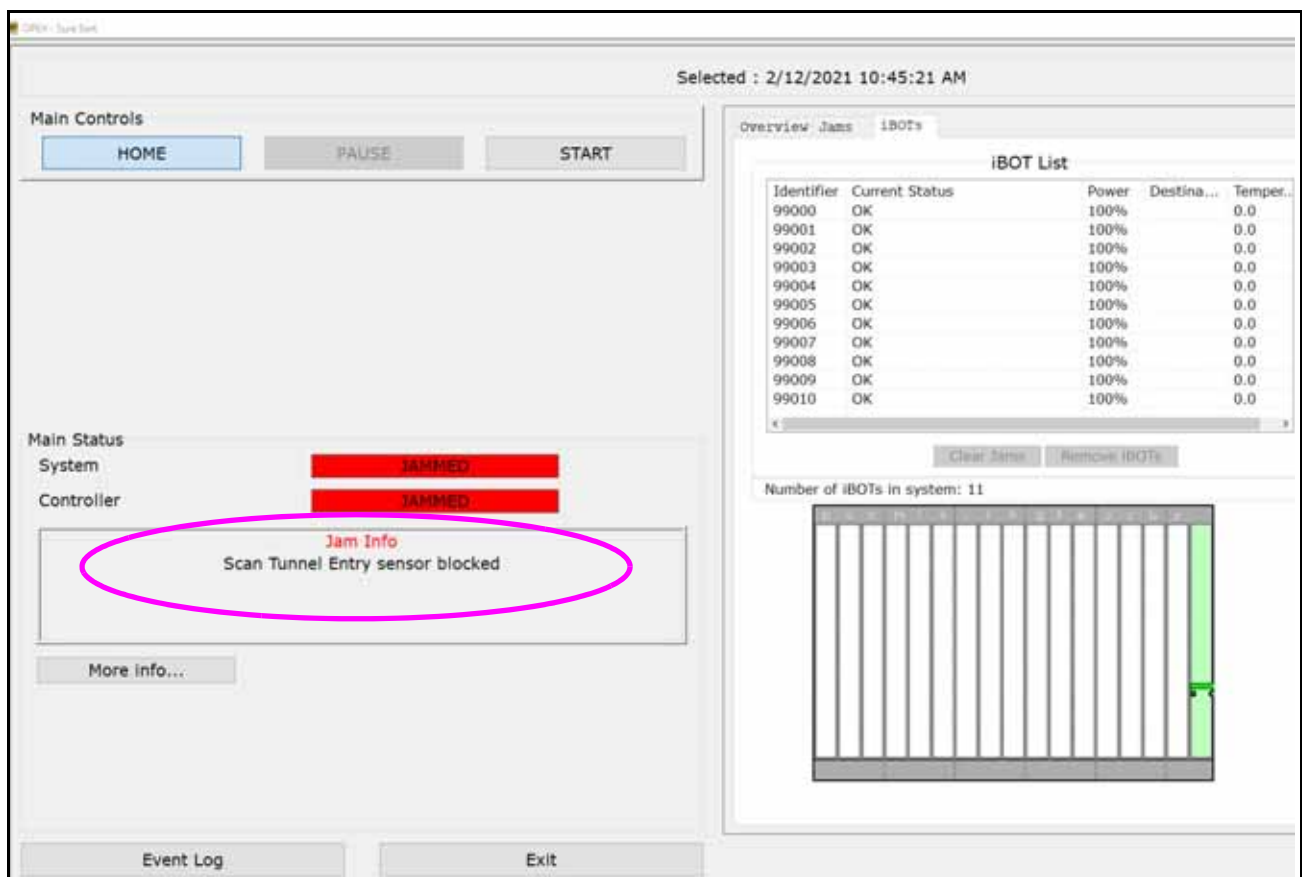 OPEX - Sure Sort
Selected : 2/12/2021 10:45:21 AM
Main Controls
HOME
PAUSE
START
Overview Jams iBOTs
iBOT List
Identifier Current Status Power Destina... Temper...
99000 OK 100% 0.0
99001 OK 100% 0.0
99002 OK 100% 0.0
99003 OK 100% 0.0
99004 OK 100% 0.0
99005 OK 100% 0.0
99006 OK 100% 0.0
99007 OK 100% 0.0
99008 OK 100% 0.0
99009 OK 100% 0.0
99010 OK 100% 0.0
Clear Jams Remove iBOTs
Number of iBOTs in system: 11
Main Status
System JAMMED
Controller JAMMED
Jam Info
Scan Tunnel Entry sensor blocked
More info...
Event Log
Exit